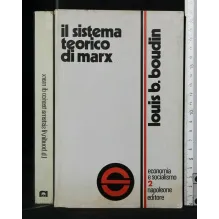 il sistema
teorico di
marx
louis b. boudin
economia
e socialismo
2
napoleone
editore